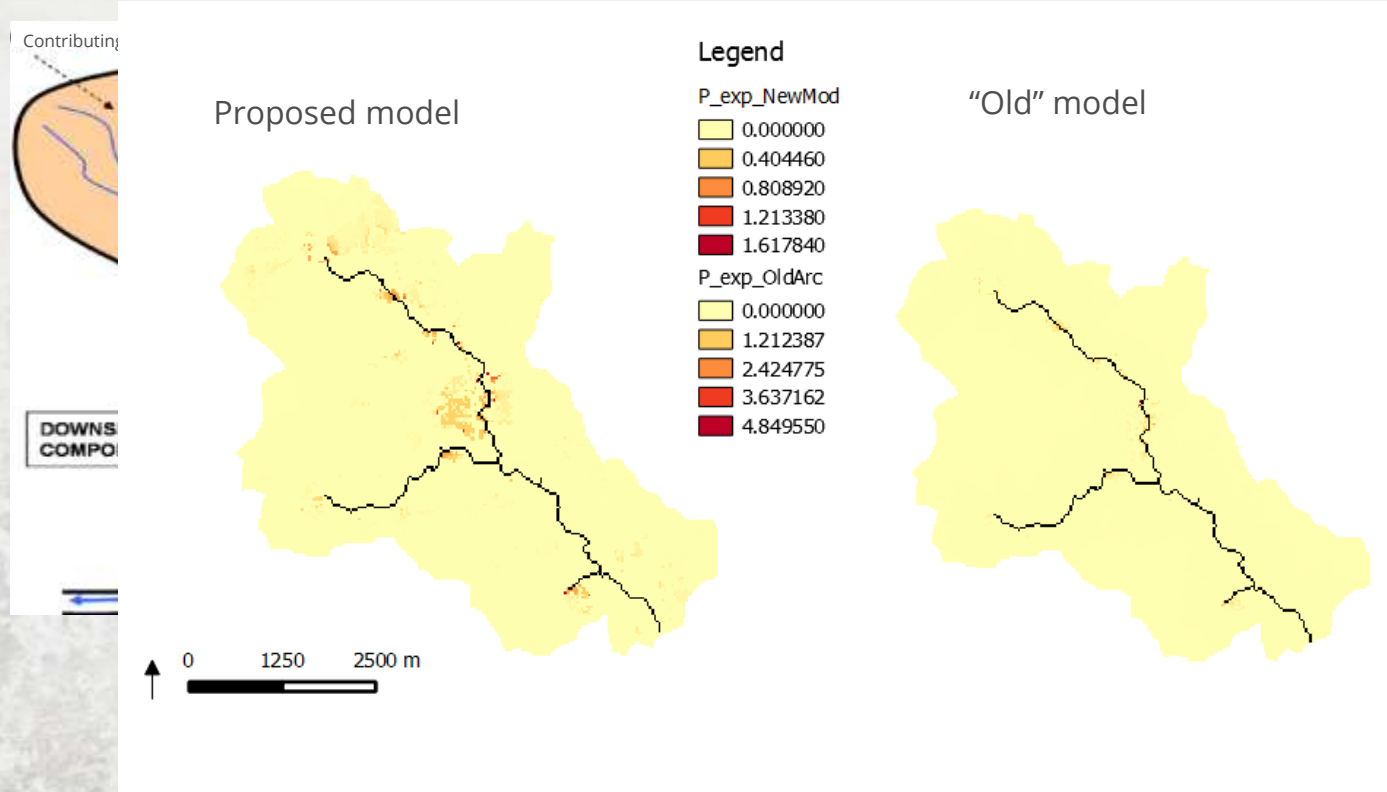 Contributing
DOWNS
COMPO
Proposed model
Legend
P_exp_NewMod
0.000000
0.404460
0.808920
1.213380
1.617840
P_exp_OldArc
0.000000
1.212387
2.424775
3.637162
4.849550
“Old” model
0 1250 2500 m